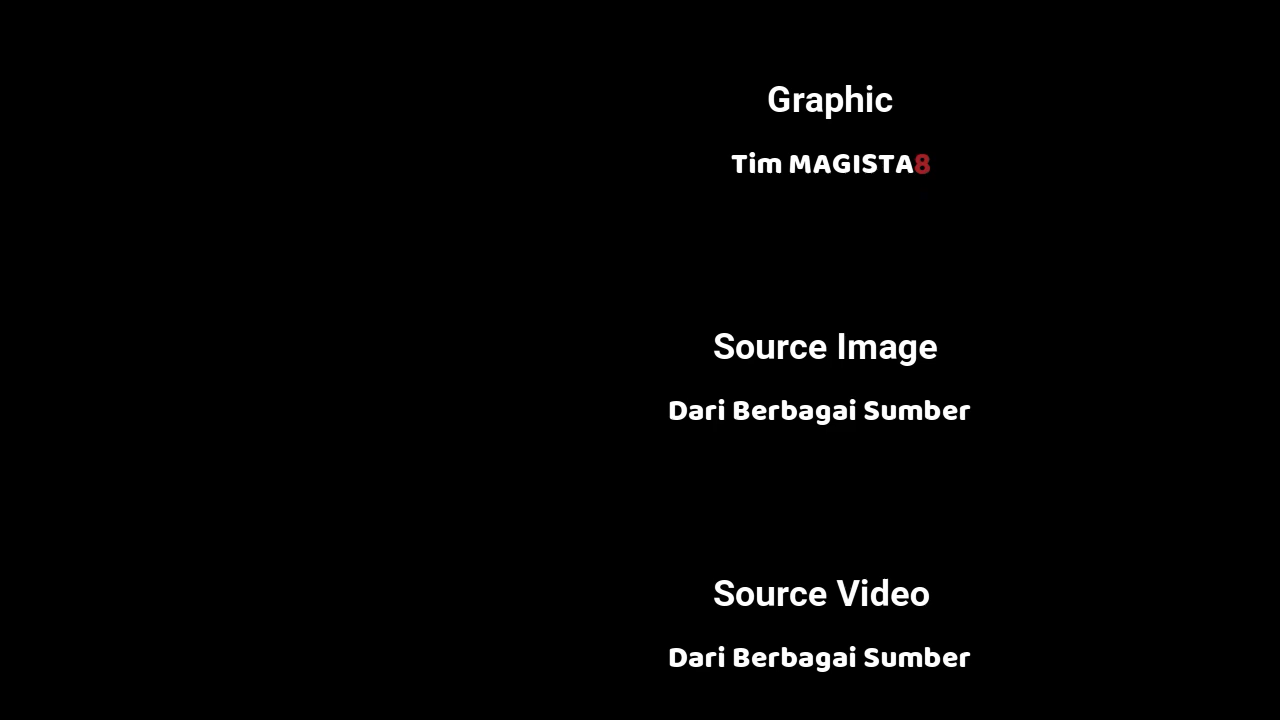 Graphic
Tim MAGISTA8
Source Image
Dari Berbagai Sumber
Source Video
Dari Berbagai Sumber